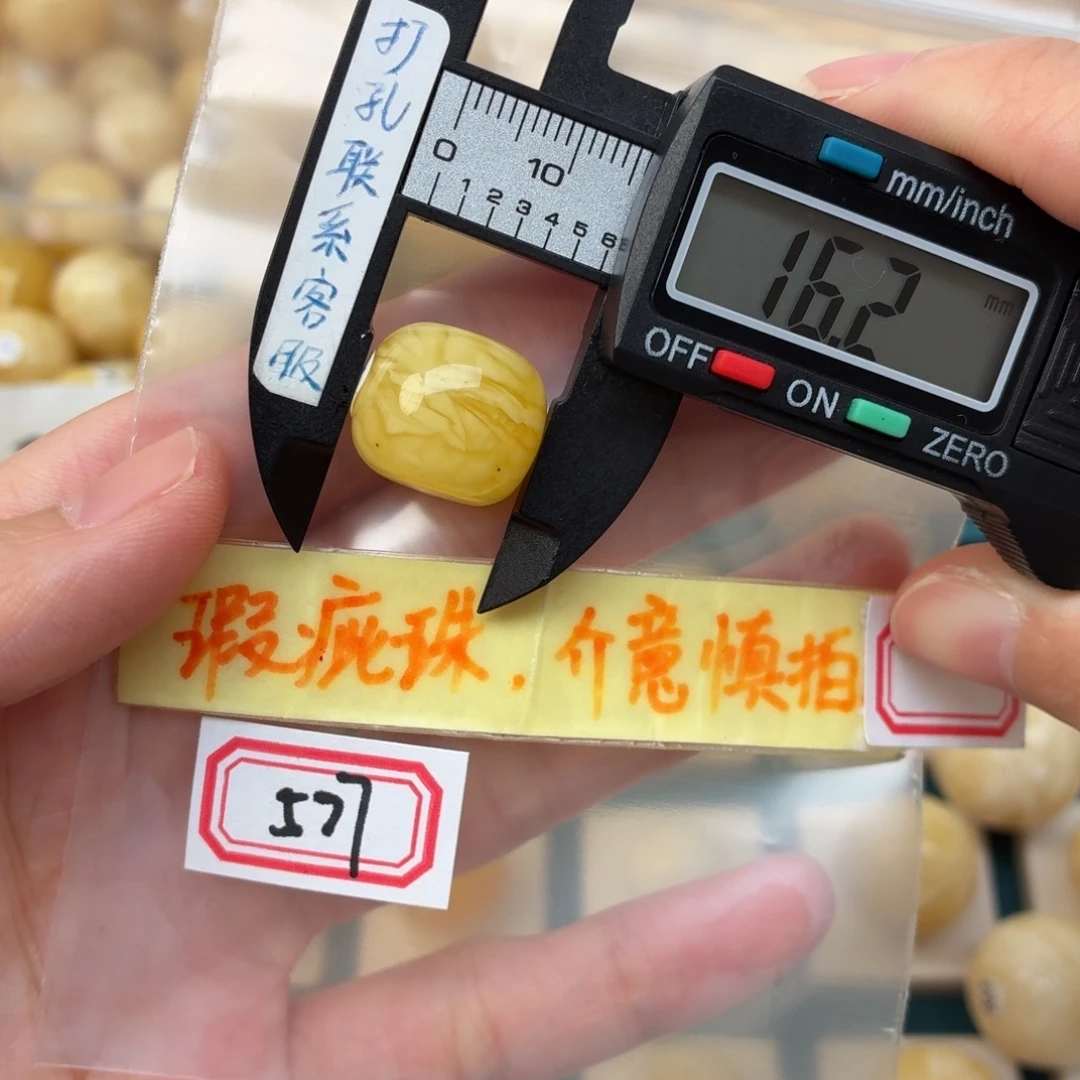 打孔联系客服
0 10
1 2 3 4 5 6
mm/inch
16.2 mm
OFF ON ZERO
瑕疵珠.介意慎拍
577